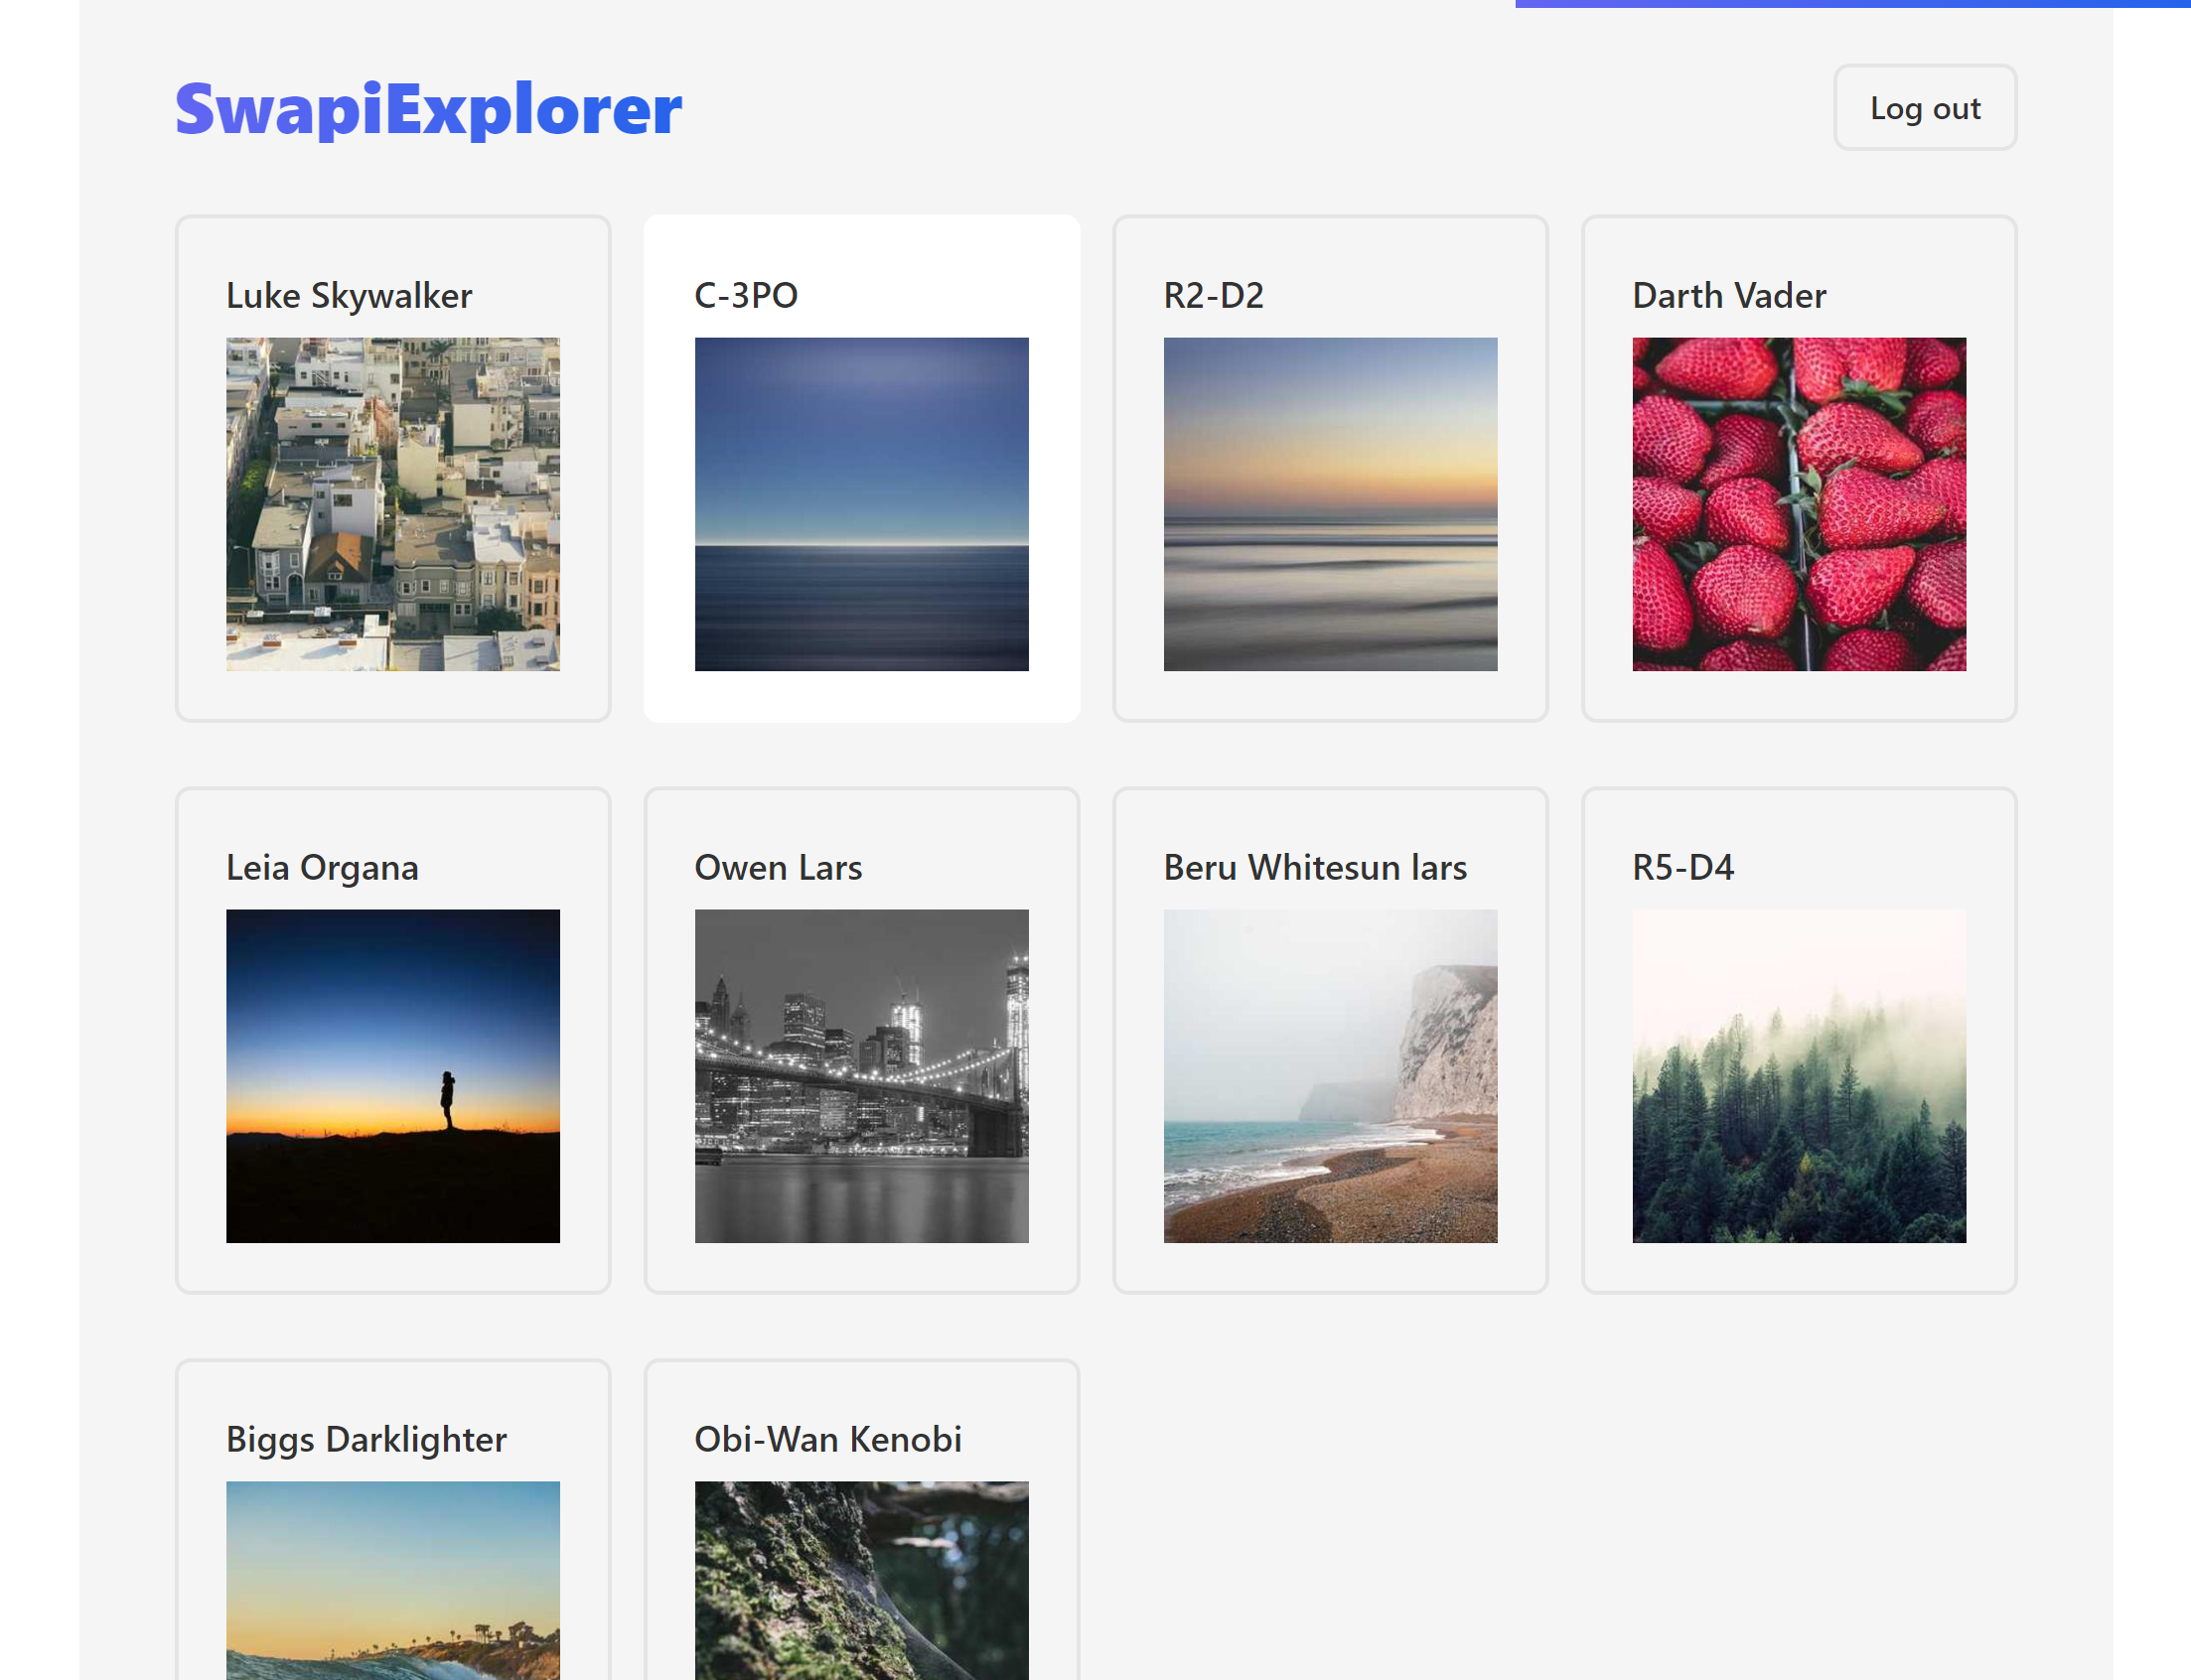 SwapiExplorer
Log out
Luke Skywalker
C-3PO
R2-D2
Darth Vader
Leia Organa
Owen Lars
Beru Whitesun lars
R5-D4
Biggs Darklighter
Obi-Wan Kenobi